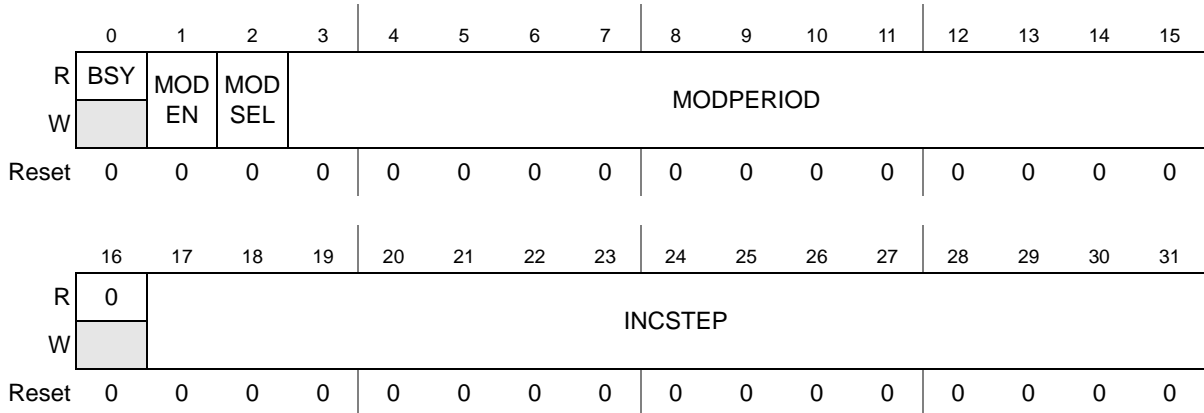 0 1 2 3 4 5 6 7 8 9 10 11 12 13 14 15
R BSY MOD EN MOD SEL MODPERIOD
W
Reset 0 0 0 0 0 0 0 0 0 0 0 0 0 0 0 0
16 17 18 19 20 21 22 23 24 25 26 27 28 29 30 31
R 0 INCSTEP
W
Reset 0 0 0 0 0 0 0 0 0 0 0 0 0 0 0 0